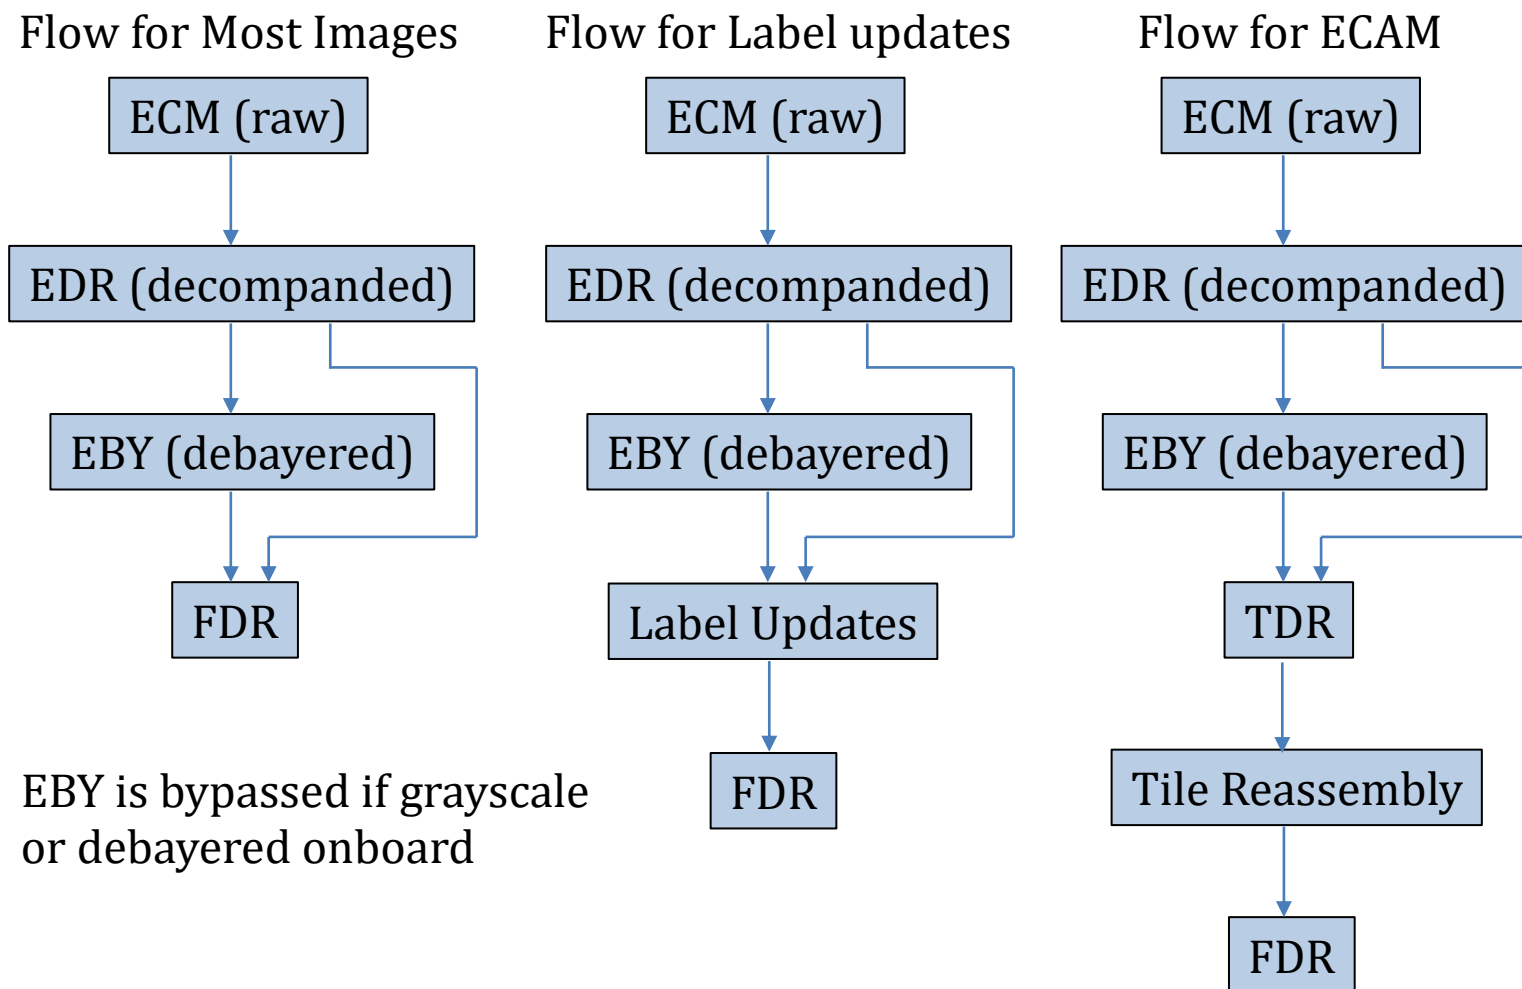 Flow for Most Images
ECM (raw)
EDR (decompanded)
EBY (debayered)
FDR
EBY is bypassed if grayscale
or debayered onboard
Flow for Label updates
ECM (raw)
EDR (decompanded)
EBY (debayered)
Label Updates
FDR
Flow for ECAM
ECM (raw)
EDR (decompanded)
EBY (debayered)
TDR
Tile Reassembly
FDR